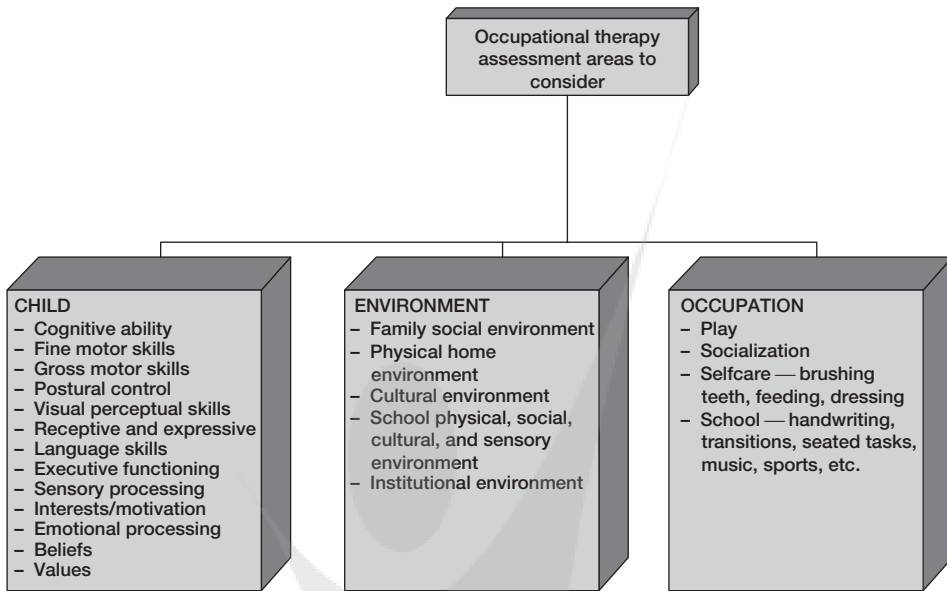 Occupational therapy
assessment areas to
consider
CHILD
– Cognitive ability
– Fine motor skills
– Gross motor skills
– Postural control
– Visual perceptual skills
– Receptive and expressive
– Language skills
– Executive functioning
– Sensory processing
– Interests/motivation
– Emotional processing
– Beliefs
– Values
ENVIRONMENT
– Family social environment
– Physical home
environment
– Cultural environment
– School physical, social,
cultural, and sensory
environment
– Institutional environment
OCCUPATION
– Play
– Socialization
– Selfcare — brushing
teeth, feeding, dressing
– School — handwriting,
transitions, seated tasks,
music, sports, etc.